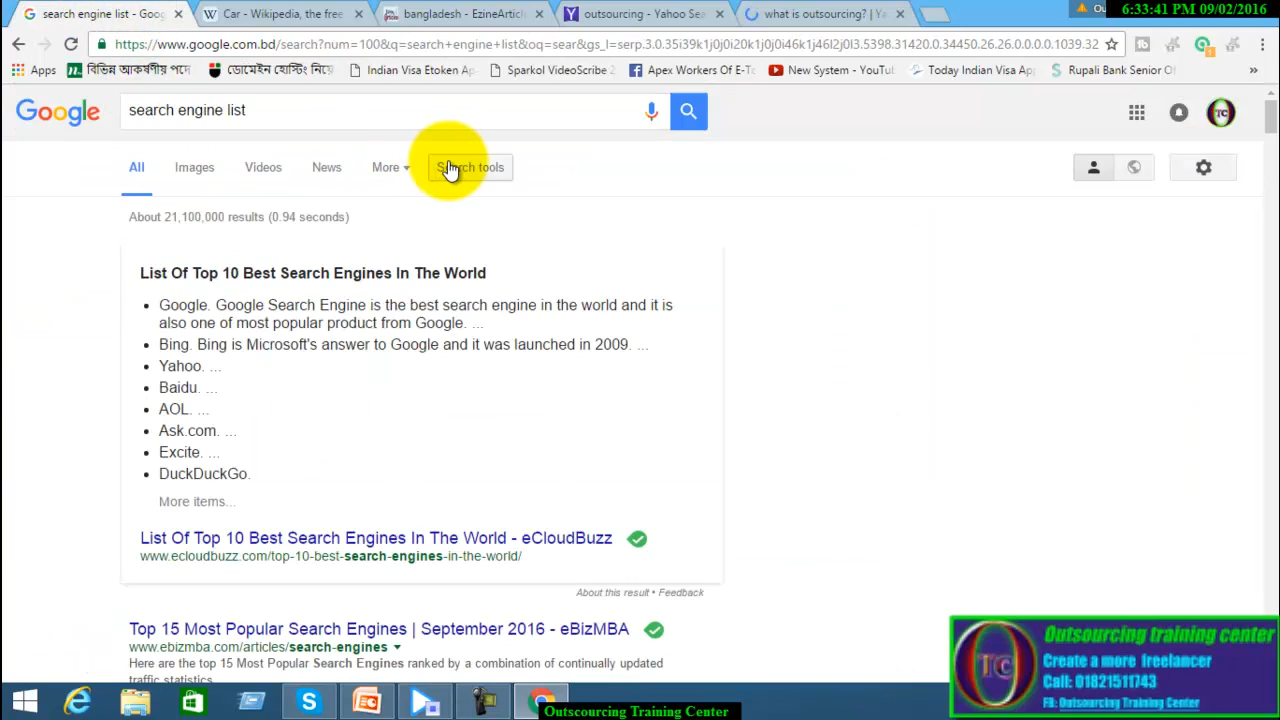 search engine list - Goog
Car - Wikipedia, the free
bangladesh - EzineArticl
outsourcing - Yahoo Sea
what is outsourcing? | Ya
6:33:41 PM 09/02/2016
https://www.google.com.bd/search?num=100&q=search+engine+list&oq=sear&gs_l=serp.3.0.35i39k1j0j0i20k1j0j0i46k1j46l2j0l3.5398.31420.0.34450.26.26.0.0.0.0.1039.32
Apps
বিভিন্ন আকর্ষণীয় পদে
ডোমেইন হোস্টিং নিয়ে
Indian Visa Etoken Ap
Sparkol VideoScribe 2
Apex Workers Of E-To
New System - YouTu
Today Indian Visa Ap
Rupali Bank Senior Of
»
Google
search engine list
All
Images
Videos
News
More
Search tools
About 21,100,000 results (0.94 seconds)
List Of Top 10 Best Search Engines In The World
• Google. Google Search Engine is the best search engine in the world and it is
also one of most popular product from Google. ...
• Bing. Bing is Microsoft's answer to Google and it was launched in 2009. ...
• Yahoo. ...
• Baidu. ...
• AOL. ...
• Ask.com. ...
• Excite. ...
• DuckDuckGo.
More items...
List Of Top 10 Best Search Engines In The World - eCloudBuzz
www.ecloudbuzz.com/top-10-best-search-engines-in-the-world/
About this result • Feedback
Top 15 Most Popular Search Engines | September 2016 - eBizMBA
www.ebizmba.com/articles/search-engines
Here are the top 15 Most Popular Search Engines ranked by a combination of continually updated
traffic statistics
Outsourcing training center
Create a more freelancer
Call: 01821511743
FB: Outsourcing Training Center
OTC
Outscourcing Training Center